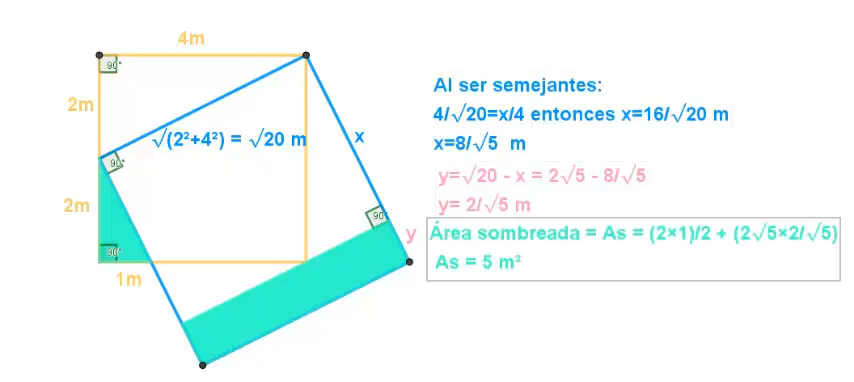 4m
90°
2m
√(2²+4²) = √20 m
x
90°
2m
90°
90°
y
1m
Al ser semejantes:
4/√20=x/4 entonces x=16/√20 m
x=8/√5 m
y=√20 - x = 2√5 - 8/√5
y= 2/√5 m
Área sombreada = As = (2×1)/2 + (2√5×2/√5)
As = 5 m²